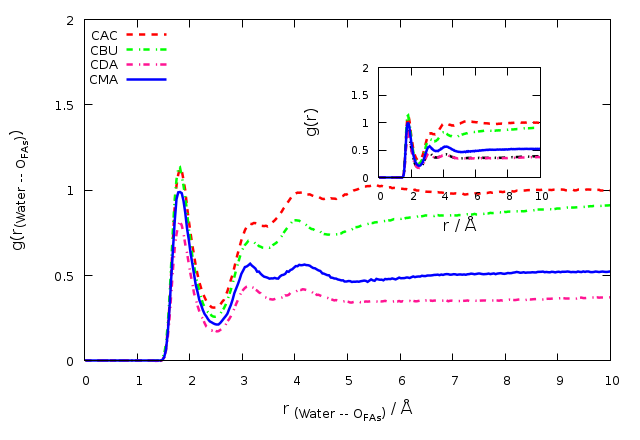 2
1.5
1
0.5
0
0 1 2 3 4 5 6 7 8 9 10
g(r(Water -- OFAs))
r (Water -- OFAs) / Å
CAC
CBU
CDA
CMA
2
1.5
1
0.5
0
0 2 4 6 8 10
g(r)
r / Å